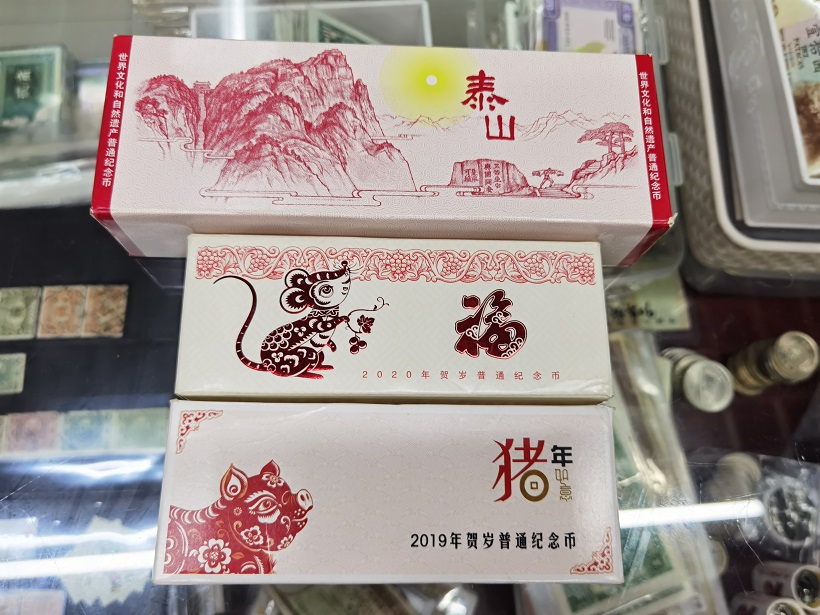 世界文化和自然遗产普通纪念币
泰山
世界文化和自然遗产普通纪念币
福
2020年贺岁普通纪念币
猪年
2019年贺岁普通纪念币